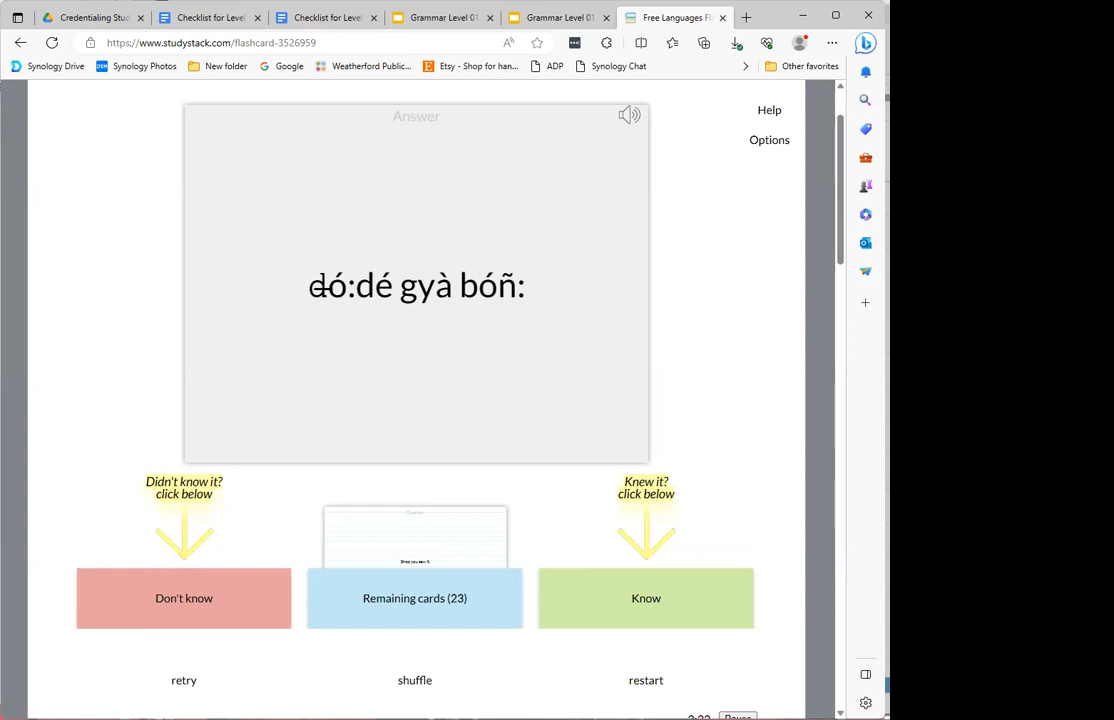 Credentialing Stud
Checklist for Level
Checklist for Level
Grammar Level 01
Grammar Level 01
Free Languages Fl
https://www.studystack.com/flashcard-3526959
Synology Drive
Synology Photos
New folder
Google
Weatherford Public...
Etsy - Shop for han...
ADP
Synology Chat
Other favorites
Answer
Help
Options
d̶ó:dé gyà bóñ:
Didn't know it?
click below
Knew it?
click below
Question
Don't know
Remaining cards (23)
Know
retry
shuffle
restart